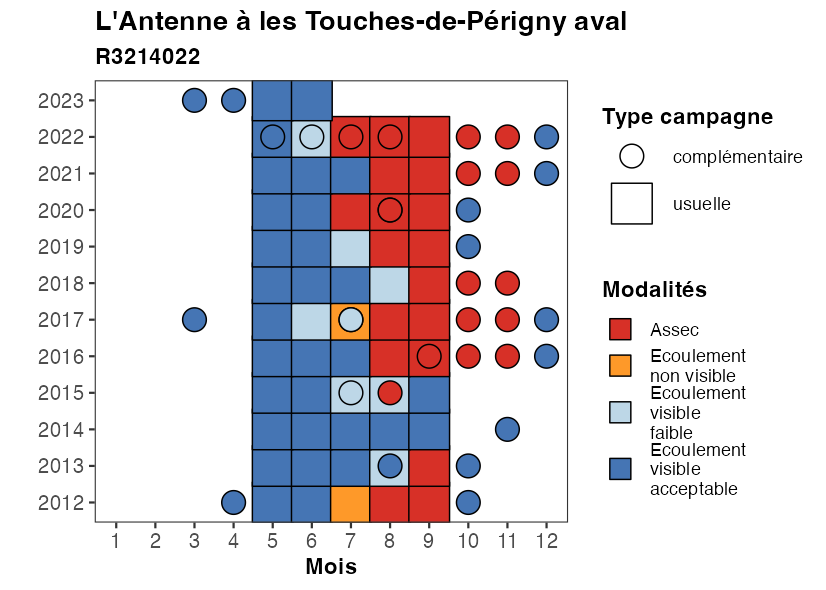 L'Antenne à les Touches-de-Périgny aval
R3214022
2023
2022
2021
2020
2019
2018
2017
2016
2015
2014
2013
2012
1 2 3 4 5 6 7 8 9 10 11 12
Mois
Type campagne
complémentaire
usuelle
Modalités
Assec
Ecoulement
non visible
Ecoulement
visible
faible
Ecoulement
visible
acceptable